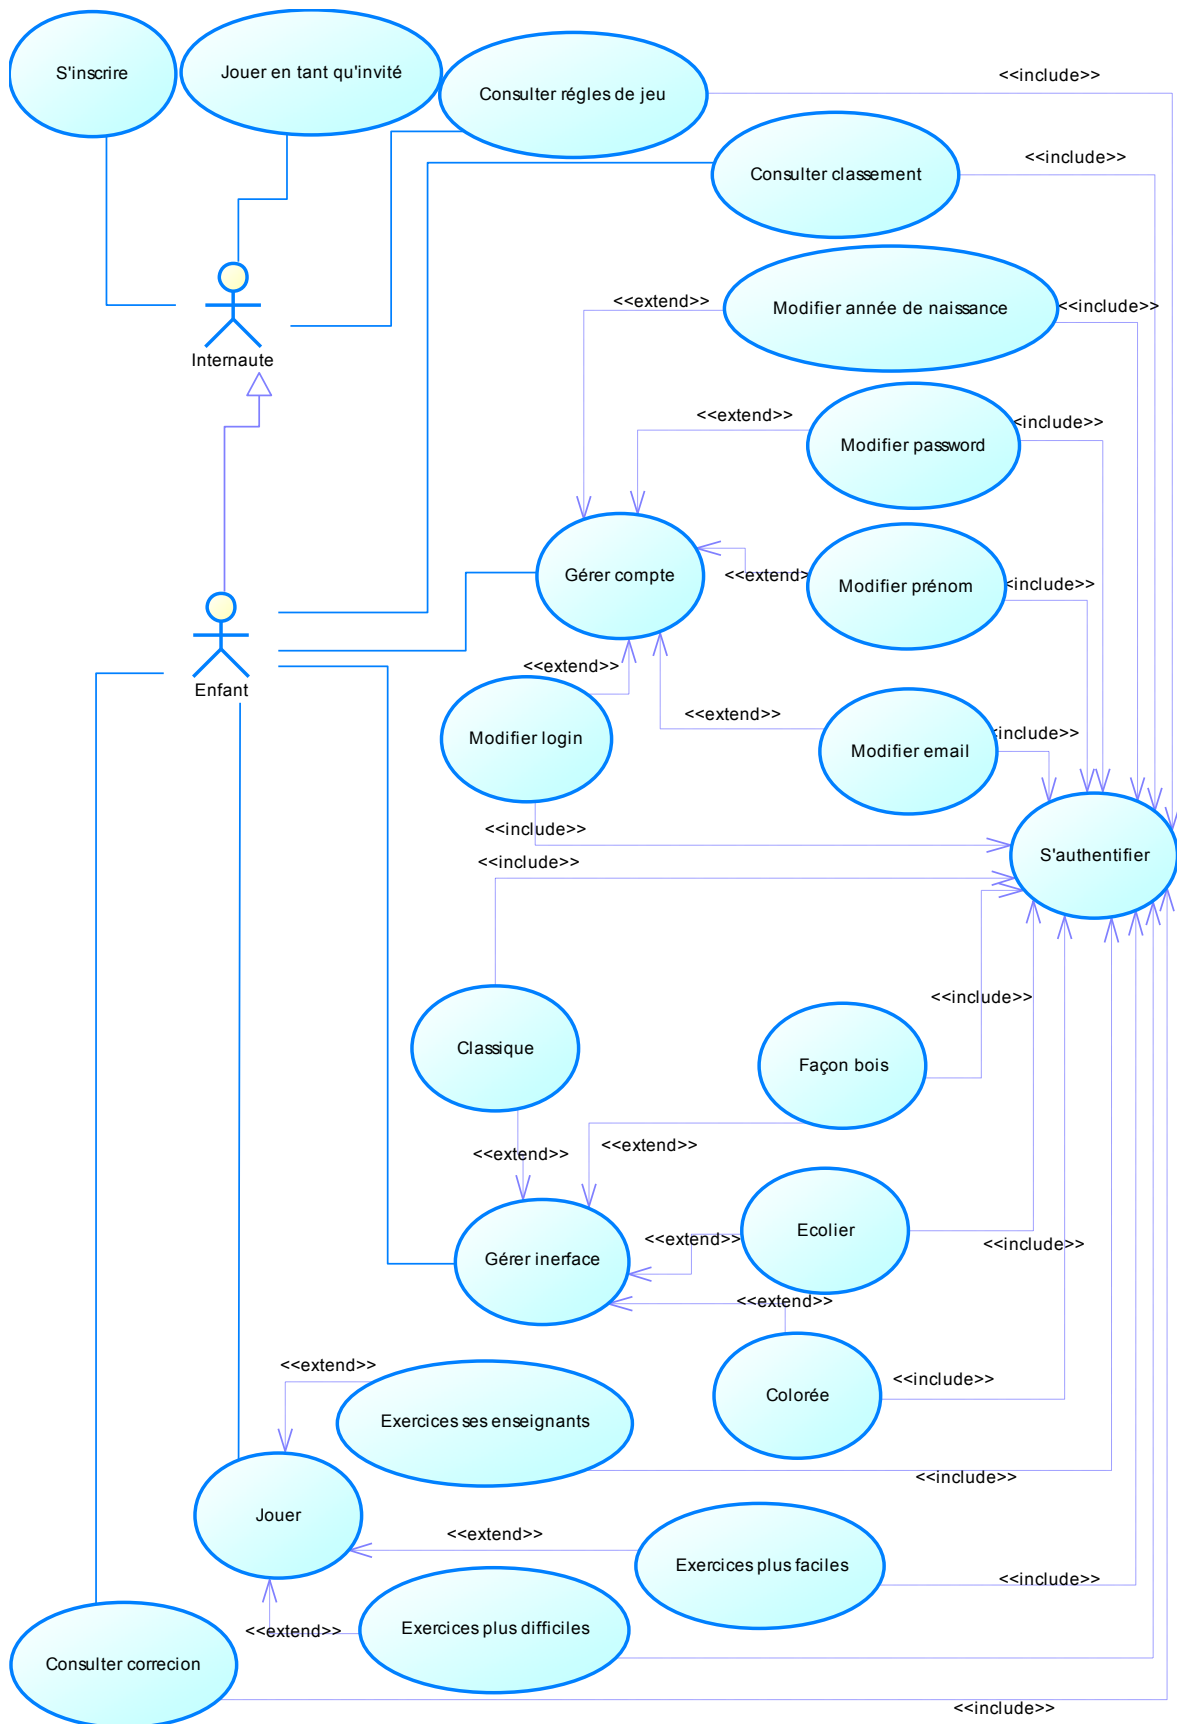 S'inscrire
Jouer en tant qu'invité
Consulter régles de jeu
<<include>>
Consulter classement
<<include>>
Internaute
<<extend>>
Modifier année de naissance
<<include>>
<<extend>>
Modifier password
<include>>
Gérer compte
<<extend>
Modifier prénom
<include>>
Enfant
<<extend>>
Modifier login
<<extend>>
Modifier email
<include>>
<<include>>
S'authentifier
<<include>>
Classique
<<include>>
Façon bois
<<extend>>
<<extend>>
Gérer inerface
<<extend>>
Ecolier
<<include>>
<<extend>>
Colorée
<<include>>
<<extend>>
Exercices ses enseignants
<<include>>
Jouer
<<extend>>
Exercices plus faciles
<<include>>
<<extend>>
Exercices plus difficiles
Consulter correcion
<<include>>